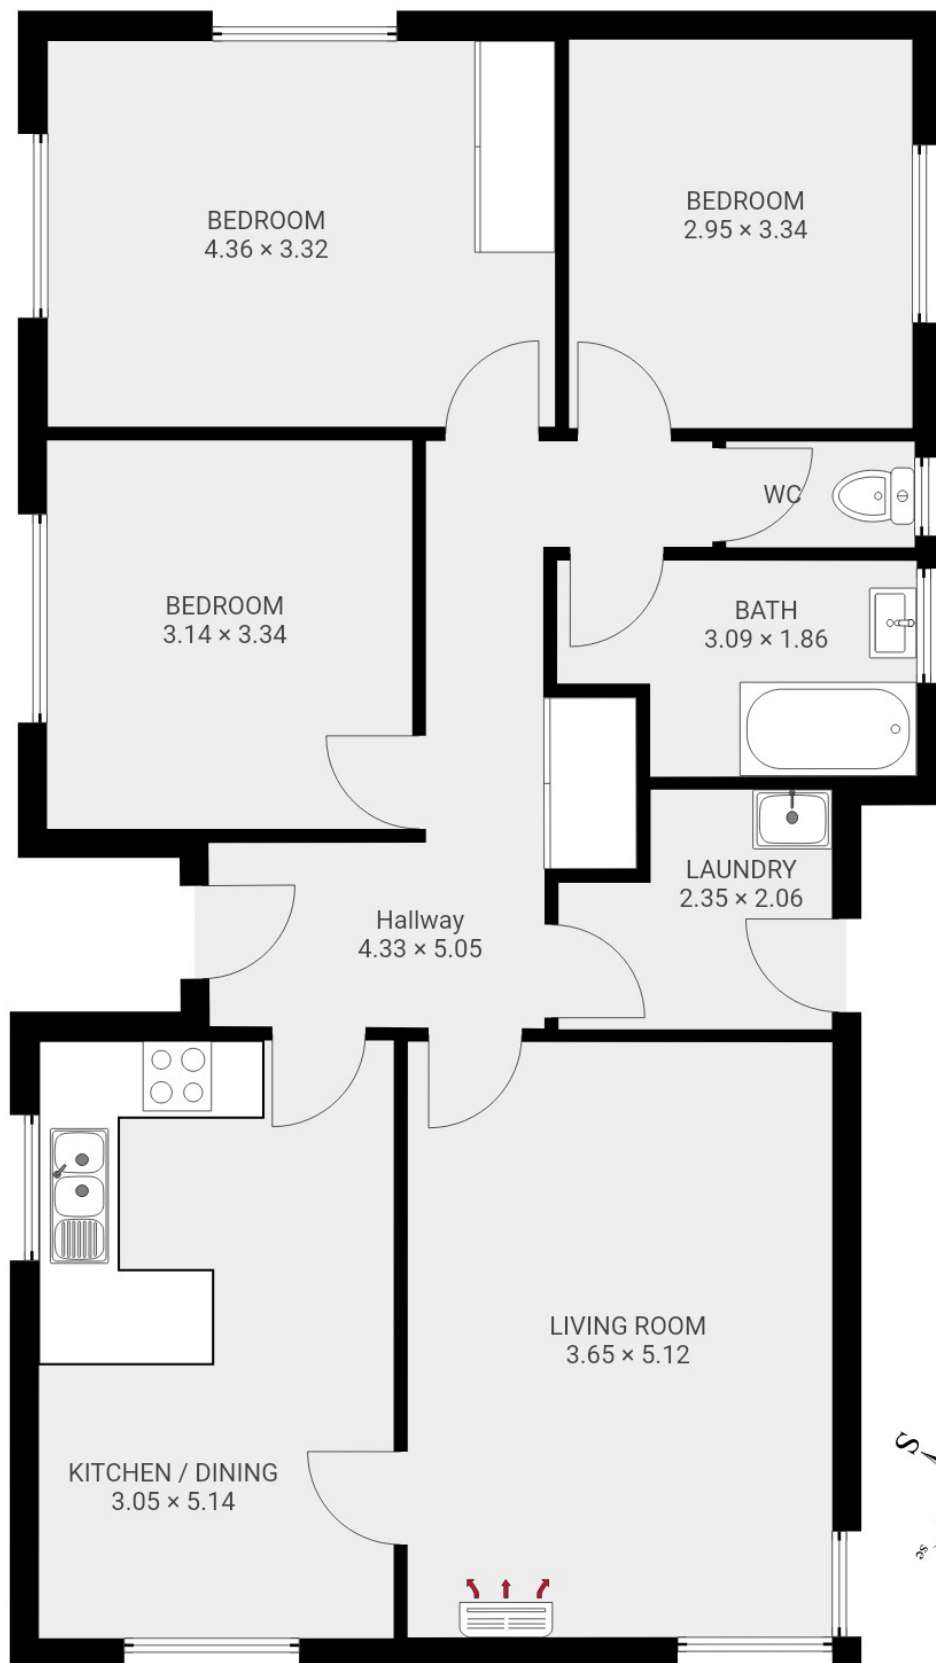 BEDROOM
4.36 × 3.32
BEDROOM
2.95 × 3.34
WC
BEDROOM
3.14 × 3.34
BATH
3.09 × 1.86
LAUNDRY
2.35 × 2.06
Hallway
4.33 × 5.05
LIVING ROOM
3.65 × 5.12
KITCHEN / DINING
3.05 × 5.14
S
se